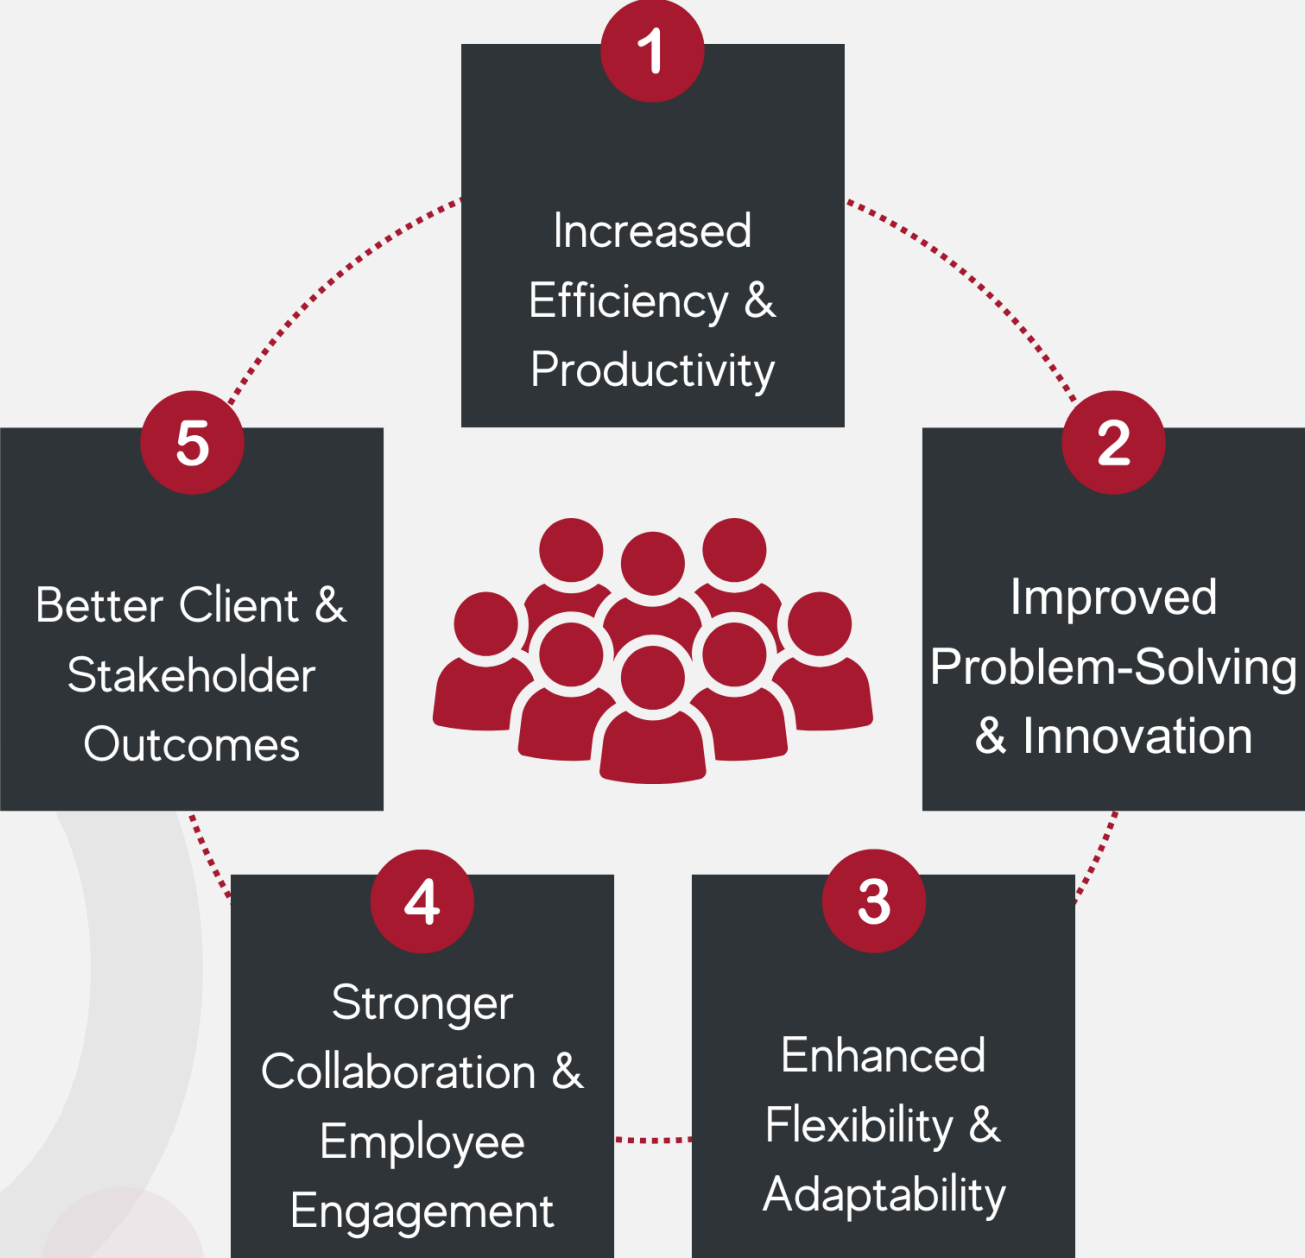 1
Increased
Efficiency &
Productivity
2
Improved
Problem-Solving
& Innovation
3
Enhanced
Flexibility &
Adaptability
4
Stronger
Collaboration &
Employee
Engagement
5
Better Client &
Stakeholder
Outcomes